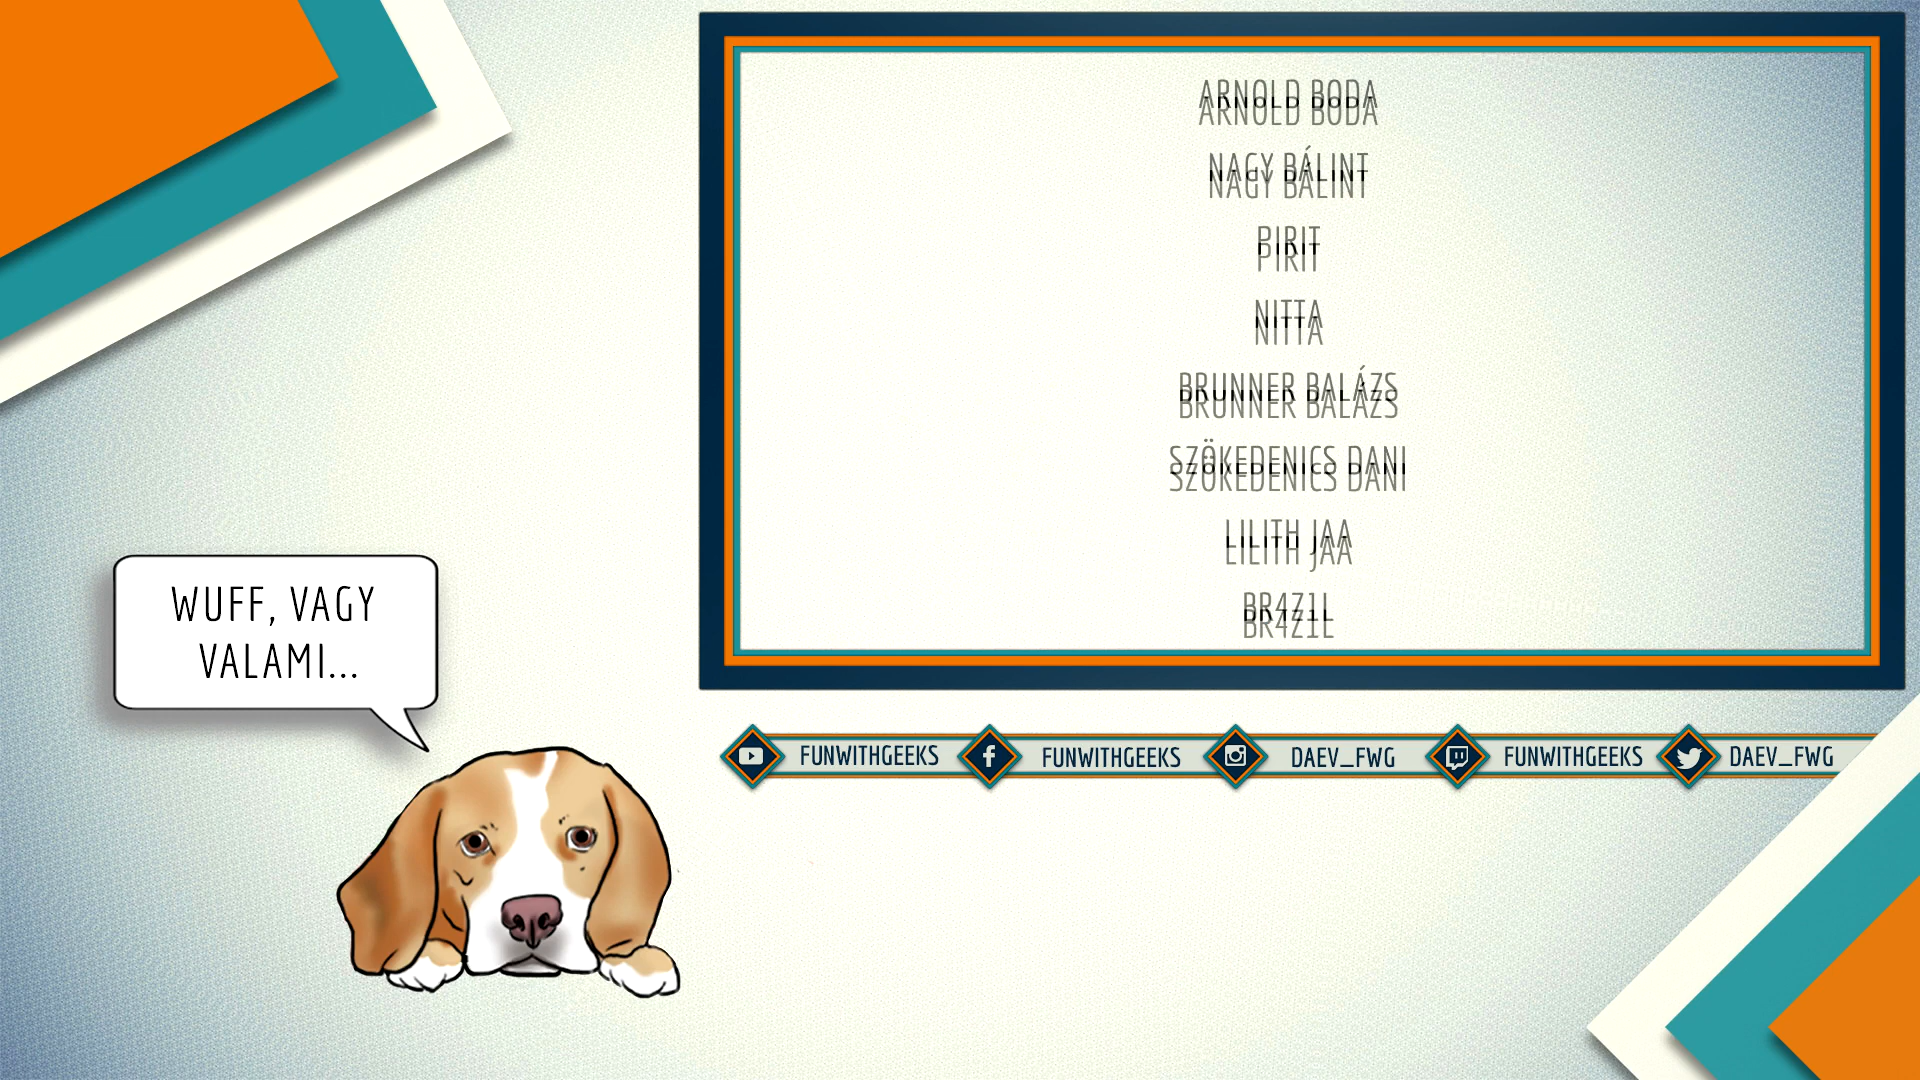 ARNOLD BODA
NAGY BÁLINT
PIRIT
NITTA
BRUNNER BALÁZS
SZÖKEDENICS DANI
LILITH JAA
BR4Z1L
WUFF, VAGY
VALAMI...
FUNWITHGEEKS FUNWITHGEEKS DAEV_FWG FUNWITHGEEKS DAEV_FWG